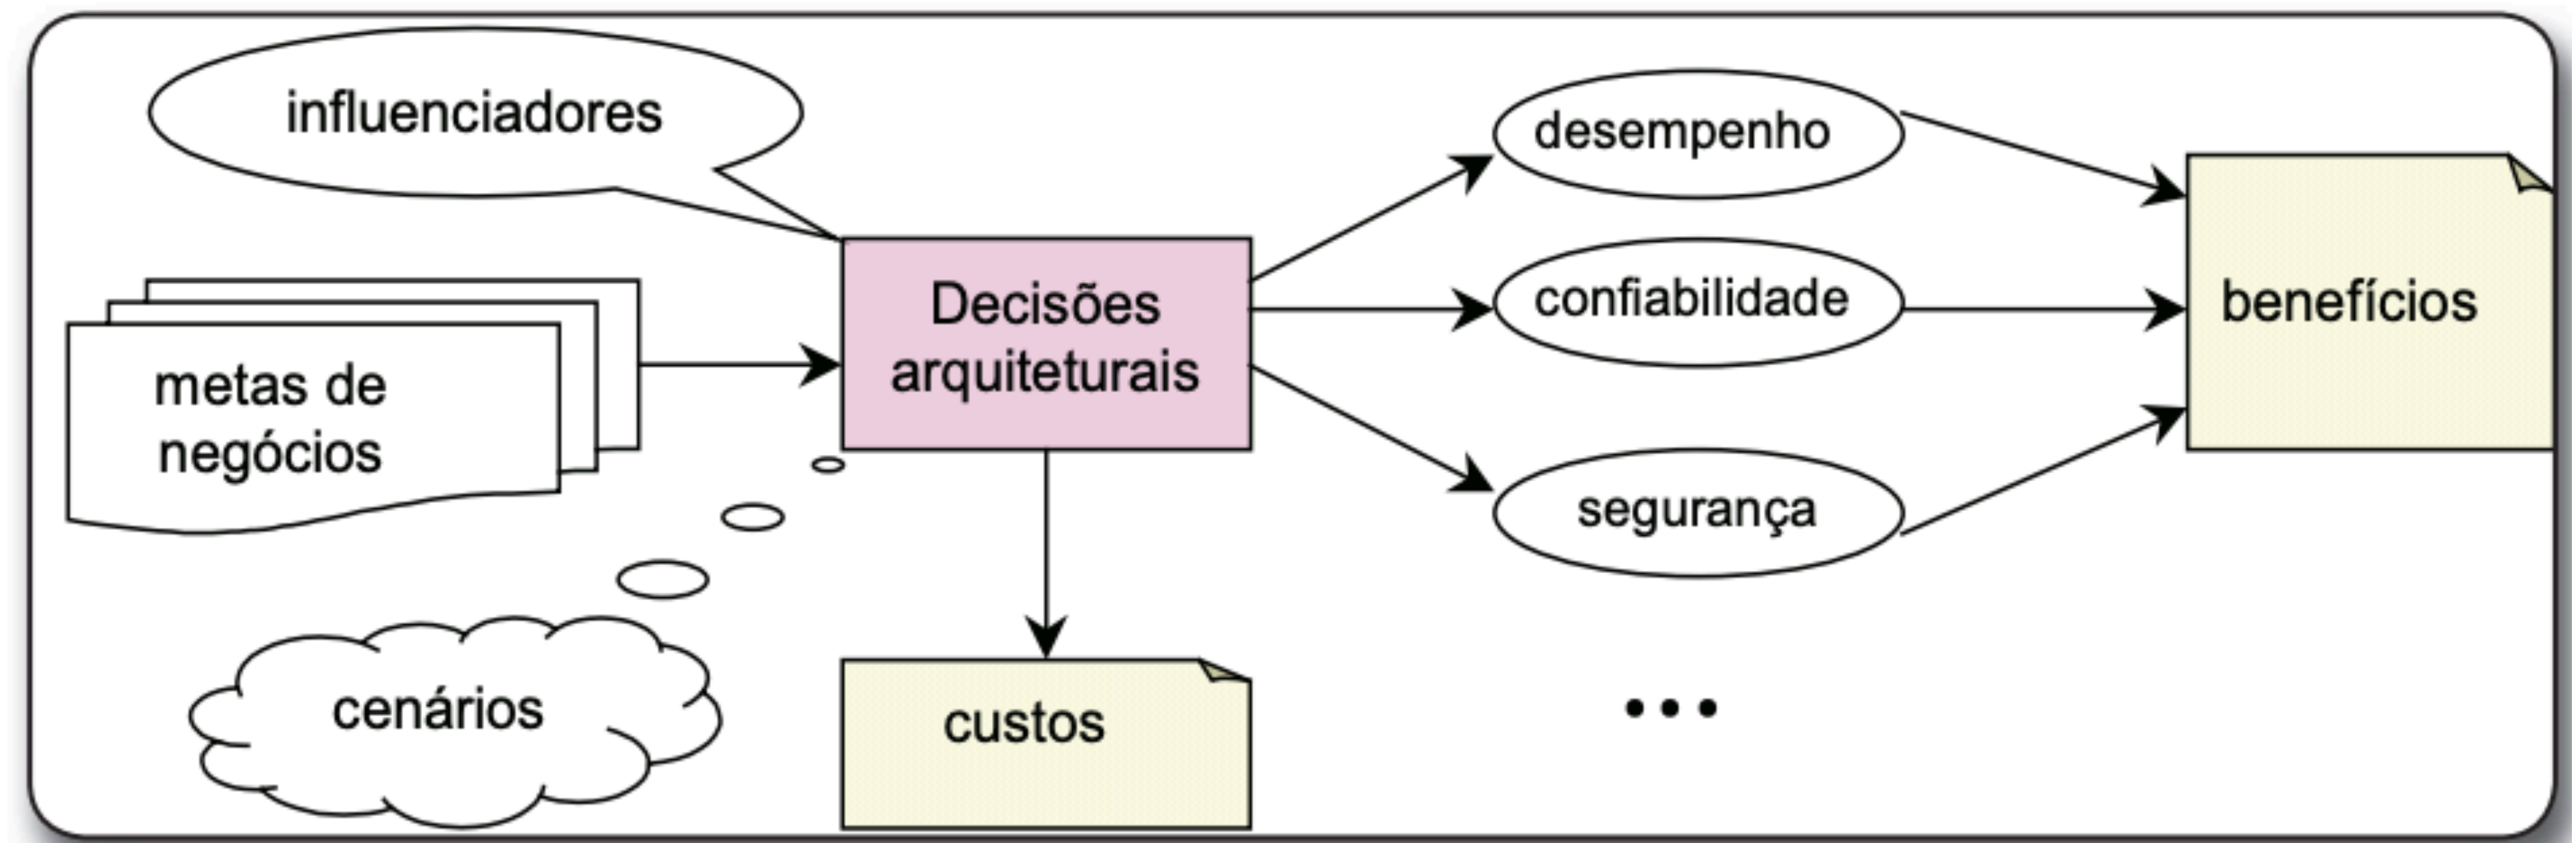 influenciadores
metas de
negócios
cenários
Decisões
arquiteturais
custos
desempenho
confiabilidade
segurança
...
benefícios